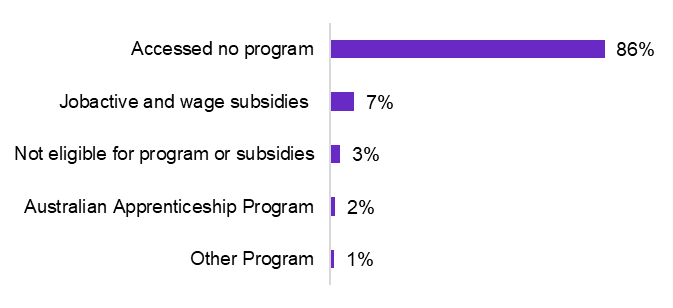 Accessed no program 86%
Jobactive and wage subsidies 7%
Not eligible for program or subsidies 3%
Australian Apprenticeship Program 2%
Other Program 1%